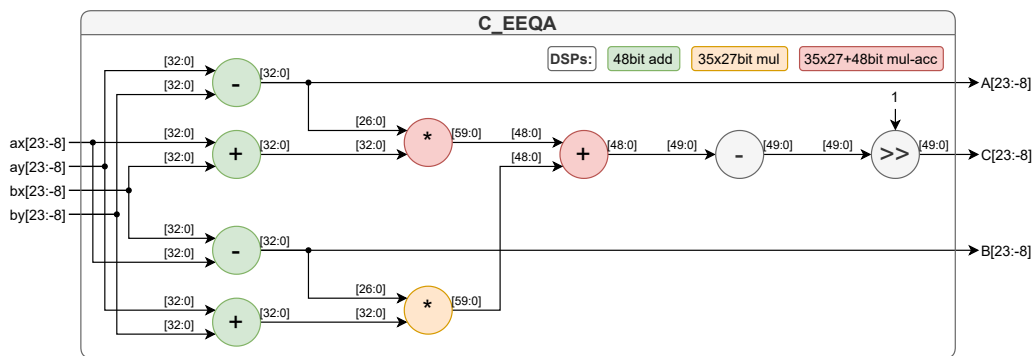 C_EEQA
DSPs: 48bit add 35x27bit mul 35x27+48bit mul-acc
[32:0] [32:0] A[23:-8]
-
[32:0]
[26:0] 1
ax[23:-8] [32:0] [32:0] [32:0] * [59:0] [48:0] [48:0] [49:0] [49:0] [49:0] [49:0] C[23:-8]
ay[23:-8] [32:0] + [48:0] + - >>
bx[23:-8]
by[23:-8]
[32:0] [32:0] B[23:-8]
-
[32:0]
[26:0]
[32:0] [32:0] [32:0] * [59:0]
[32:0] +